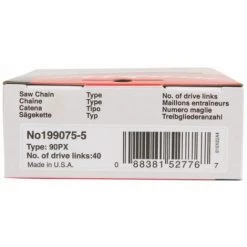 Saw Chain Type No. of drive links
Chaîne Type Maillons entraîneurs
Catena Tipo Numero maglie
Sägekette Typ Treibgliederanzahl
No199075-5
Type: 90PX
No. of drive links:40
Made in U.S.A.
0 88381 52776 7